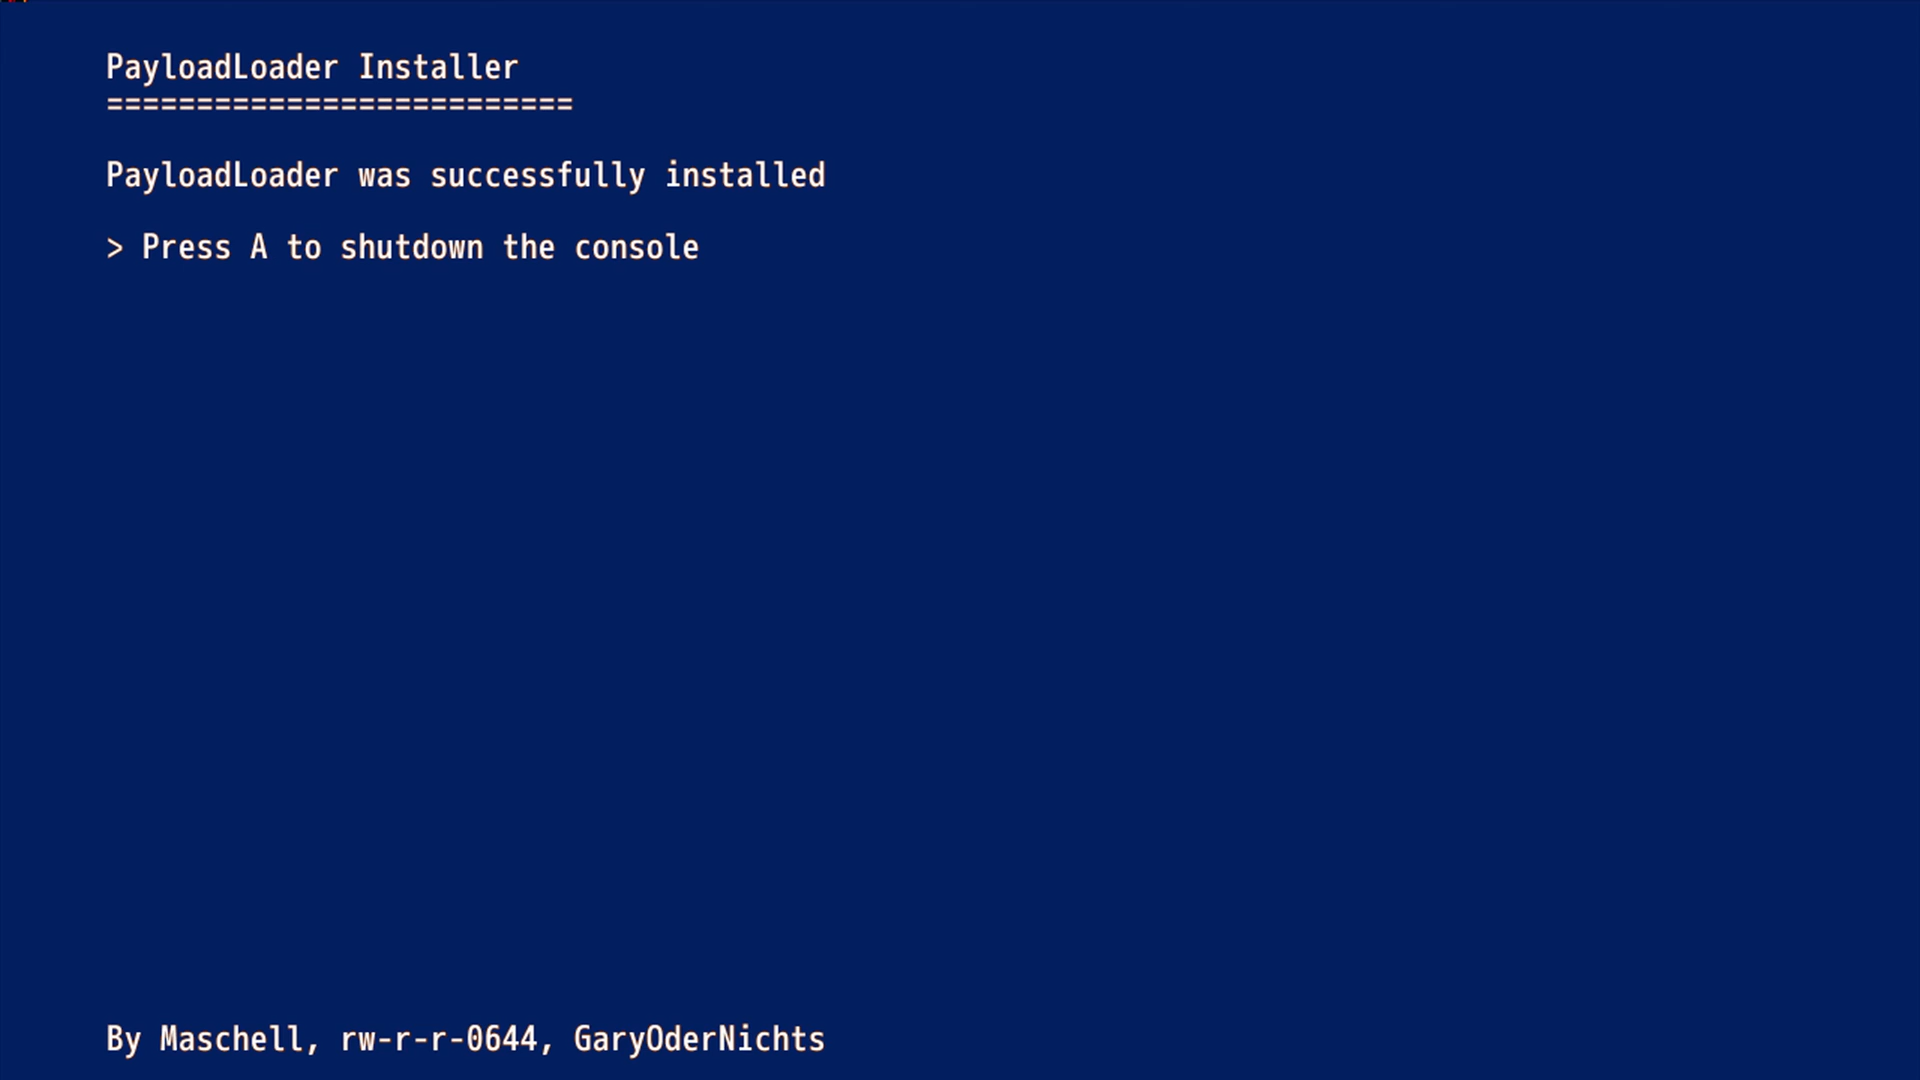 PayloadLoader Installer
==========================
PayloadLoader was successfully installed
> Press A to shutdown the console
By Maschell, rw-r-r-0644, GaryOderNichts